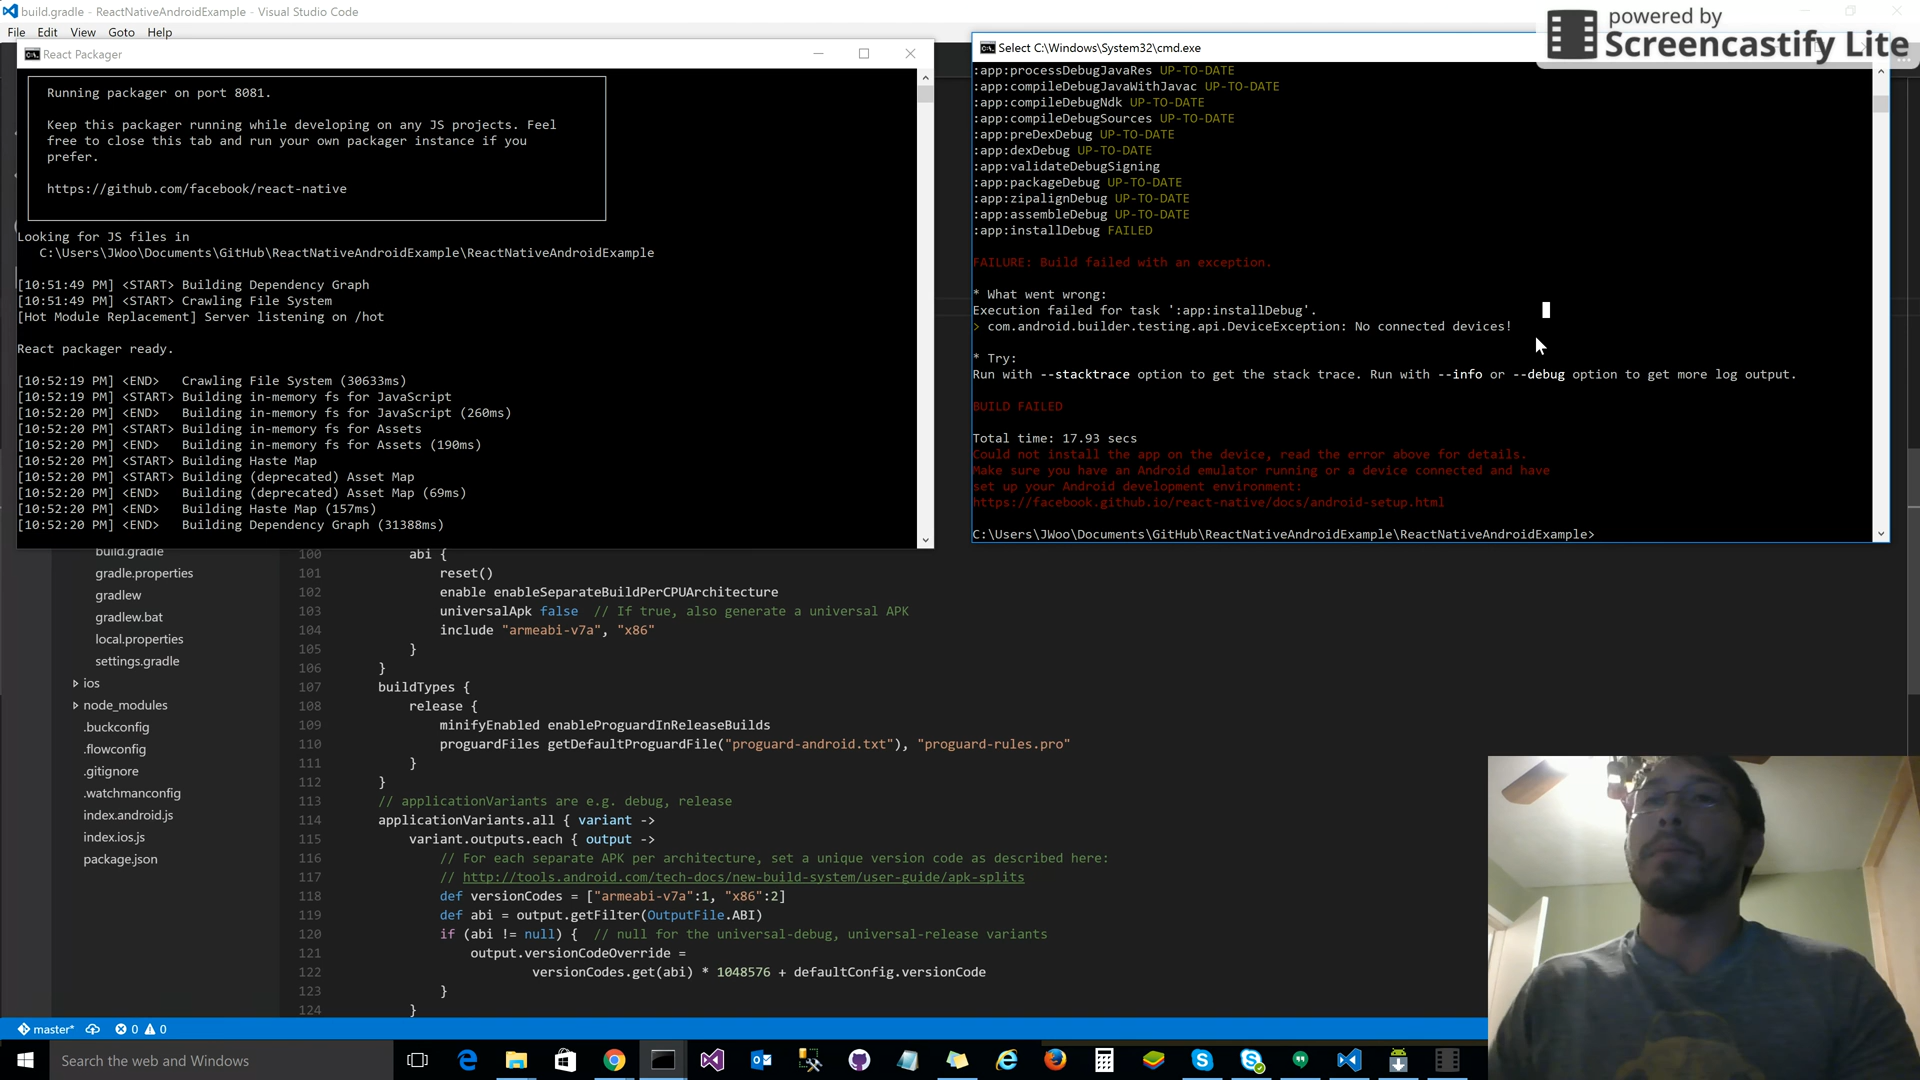 build.gradle - ReactNativeAndroidExample - Visual Studio Code
File Edit View Goto Help
powered by
Screencastify Lite
React Packager
Running packager on port 8081.
Keep this packager running while developing on any JS projects. Feel
free to close this tab and run your own packager instance if you
prefer.
https://github.com/facebook/react-native
Looking for JS files in
C:\Users\JWoo\Documents\GitHub\ReactNativeAndroidExample\ReactNativeAndroidExample
[10:51:49 PM] <START> Building Dependency Graph
[10:51:49 PM] <START> Crawling File System
[Hot Module Replacement] Server listening on /hot
React packager ready.
[10:52:19 PM] <END>   Crawling File System (30633ms)
[10:52:19 PM] <START> Building in-memory fs for JavaScript
[10:52:20 PM] <END>   Building in-memory fs for JavaScript (260ms)
[10:52:20 PM] <START> Building in-memory fs for Assets
[10:52:20 PM] <END>   Building in-memory fs for Assets (190ms)
[10:52:20 PM] <START> Building Haste Map
[10:52:20 PM] <START> Building (deprecated) Asset Map
[10:52:20 PM] <END>   Building (deprecated) Asset Map (69ms)
[10:52:20 PM] <END>   Building Haste Map (157ms)
[10:52:20 PM] <END>   Building Dependency Graph (31388ms)
Select C:\Windows\System32\cmd.exe
:app:processDebugJavaRes UP-TO-DATE
:app:compileDebugJavaWithJavac UP-TO-DATE
:app:compileDebugNdk UP-TO-DATE
:app:compileDebugSources UP-TO-DATE
:app:preDexDebug UP-TO-DATE
:app:dexDebug UP-TO-DATE
:app:validateDebugSigning
:app:packageDebug UP-TO-DATE
:app:zipalignDebug UP-TO-DATE
:app:assembleDebug UP-TO-DATE
:app:installDebug FAILED
FAILURE: Build failed with an exception.
* What went wrong:
Execution failed for task ':app:installDebug'.
> com.android.builder.testing.api.DeviceException: No connected devices!
* Try:
Run with --stacktrace option to get the stack trace. Run with --info or --debug option to get more log output.
BUILD FAILED
Total time: 17.93 secs
Could not install the app on the device, read the error above for details.
Make sure you have an Android emulator running or a device connected and have
set up your Android development environment:
https://facebook.github.io/react-native/docs/android-setup.html
C:\Users\JWoo\Documents\GitHub\ReactNativeAndroidExample\ReactNativeAndroidExample>
build.gradle
gradle.properties
gradlew
gradlew.bat
local.properties
settings.gradle
ios
node_modules
.buckconfig
.flowconfig
.gitignore
.watchmanconfig
index.android.js
index.ios.js
package.json
100 abi {
101 reset()
102 enable enableSeparateBuildPerCPUArchitecture
103 universalApk false  // If true, also generate a universal APK
104 include "armeabi-v7a", "x86"
105 }
106 }
107 buildTypes {
108 release {
109 minifyEnabled enableProguardInReleaseBuilds
110 proguardFiles getDefaultProguardFile("proguard-android.txt"), "proguard-rules.pro"
111 }
112 }
113 // applicationVariants are e.g. debug, release
114 applicationVariants.all { variant ->
115 variant.outputs.each { output ->
116 // For each separate APK per architecture, set a unique version code as described here:
117 // http://tools.android.com/tech-docs/new-build-system/user-guide/apk-splits
118 def versionCodes = ["armeabi-v7a":1, "x86":2]
119 def abi = output.getFilter(OutputFile.ABI)
120 if (abi != null) {  // null for the universal-debug, universal-release variants
121 output.versionCodeOverride =
122 versionCodes.get(abi) * 1048576 + defaultConfig.versionCode
123 }
124 }
master* 0 0
Search the web and Windows